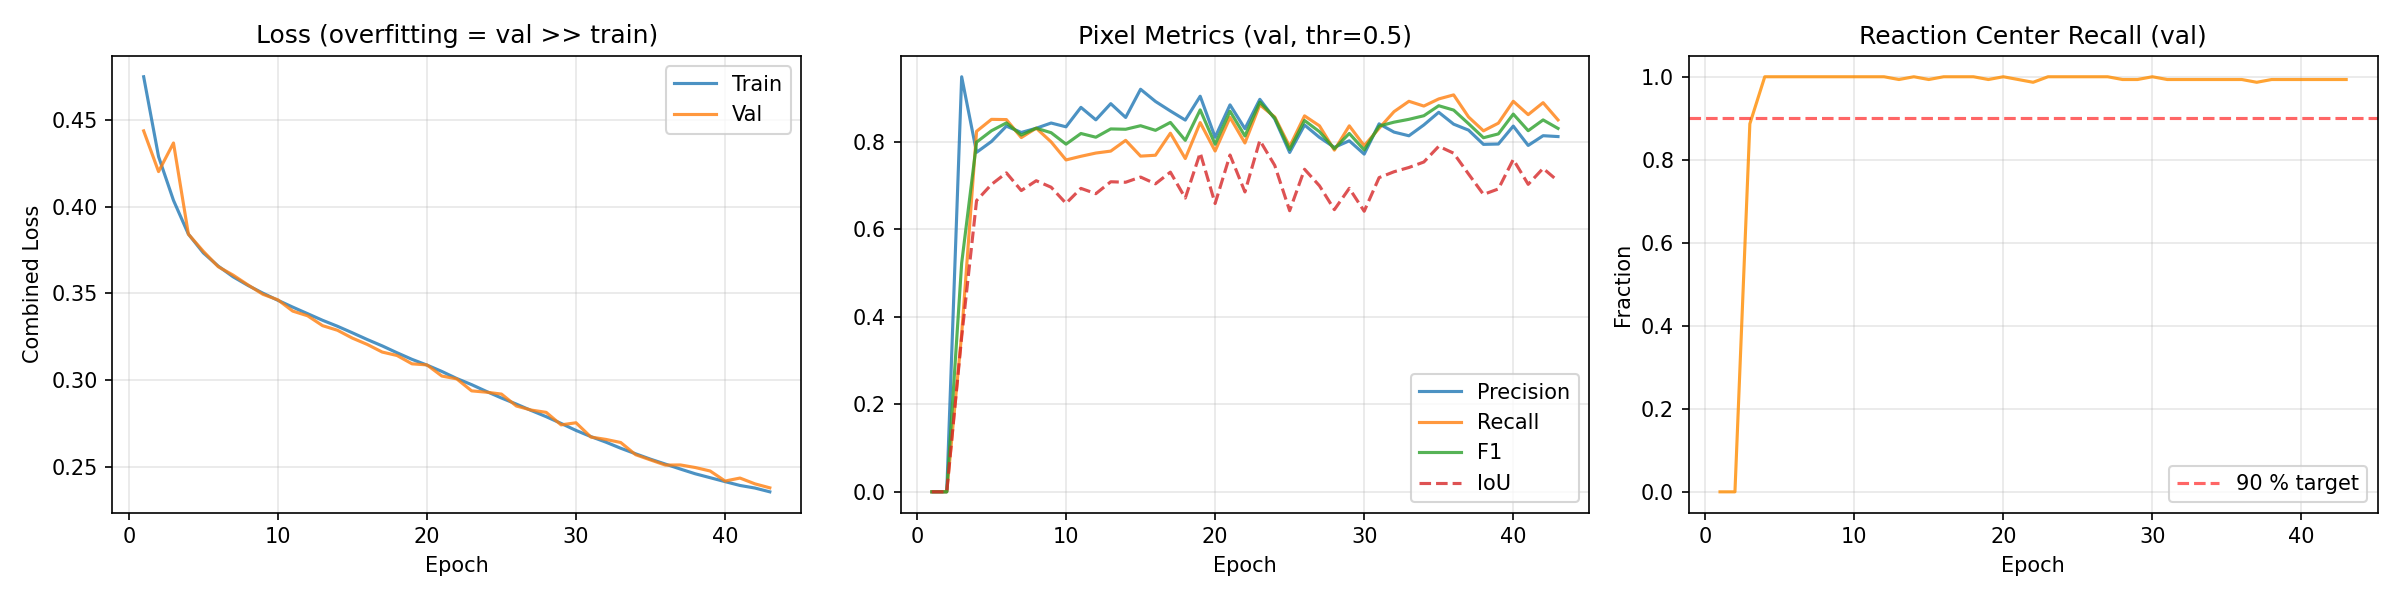 Loss (overfitting = val >> train)
Combined Loss
0.45
0.40
0.35
0.30
0.25
0 10 20 30 40
Epoch
Train
Val
Pixel Metrics (val, thr=0.5)
0.8
0.6
0.4
0.2
0.0
0 10 20 30 40
Epoch
Precision
Recall
F1
IoU
Reaction Center Recall (val)
Fraction
1.0
0.8
0.6
0.4
0.2
0.0
0 10 20 30 40
Epoch
90 % target